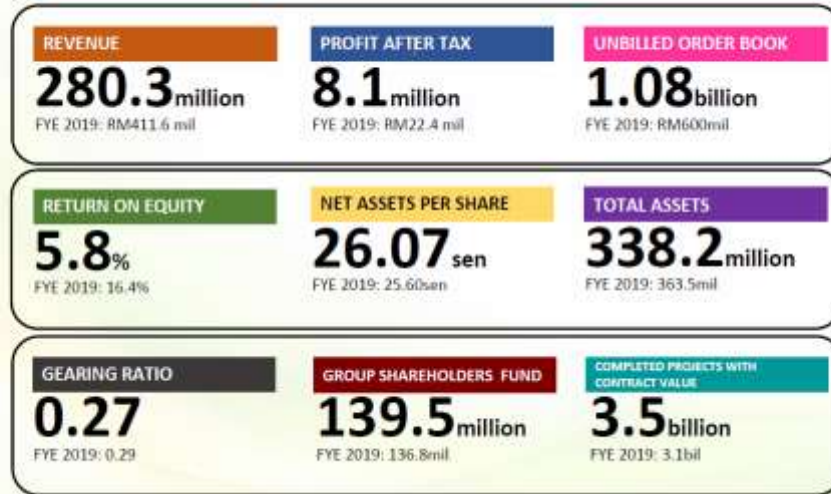 REVENUE
280.3million
FYE 2019: RM411.6 mil
PROFIT AFTER TAX
8.1million
FYE 2019: RM22.4 mil
UNBILLED ORDER BOOK
1.08billion
FYE 2019: RM600mil
RETURN ON EQUITY
5.8%
FYE 2019: 16.4%
NET ASSETS PER SHARE
26.07sen
FYE 2019: 25.60sen
TOTAL ASSETS
338.2million
FYE 2019: 363.5mil
GEARING RATIO
0.27
FYE 2019: 0.29
GROUP SHAREHOLDERS FUND
139.5million
FYE 2019: 136.8mil
COMPLETED PROJECTS WITH
CONTRACT VALUE
3.5billion
FYE 2019: 3.1bil